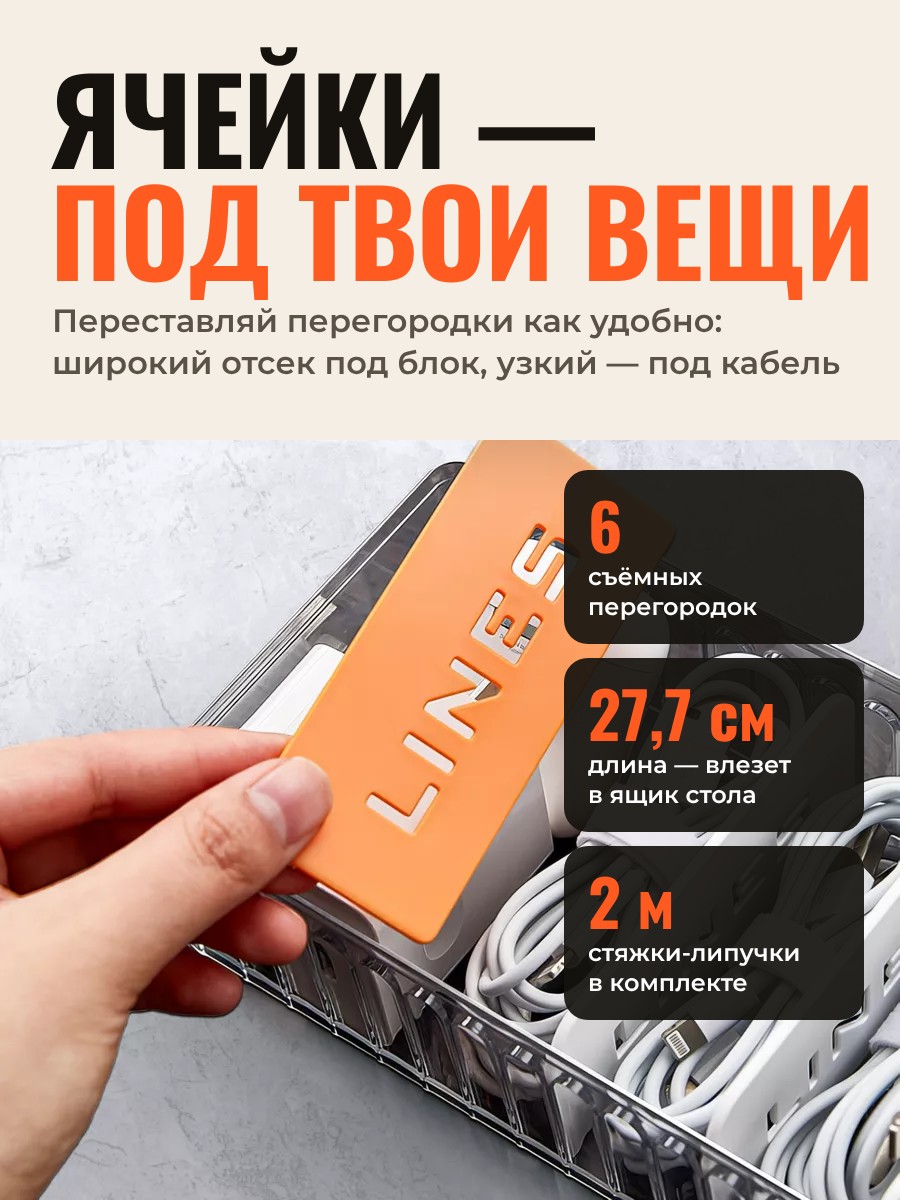 ЯЧЕЙКИ —
ПОД ТВОИ ВЕЩИ
Переставляй перегородки как удобно:
широкий отсек под блок, узкий — под кабель
LINES
6
съёмных
перегородок
27,7 см
длина — влезет
в ящик стола
2 м
стяжки-липучки
в комплекте